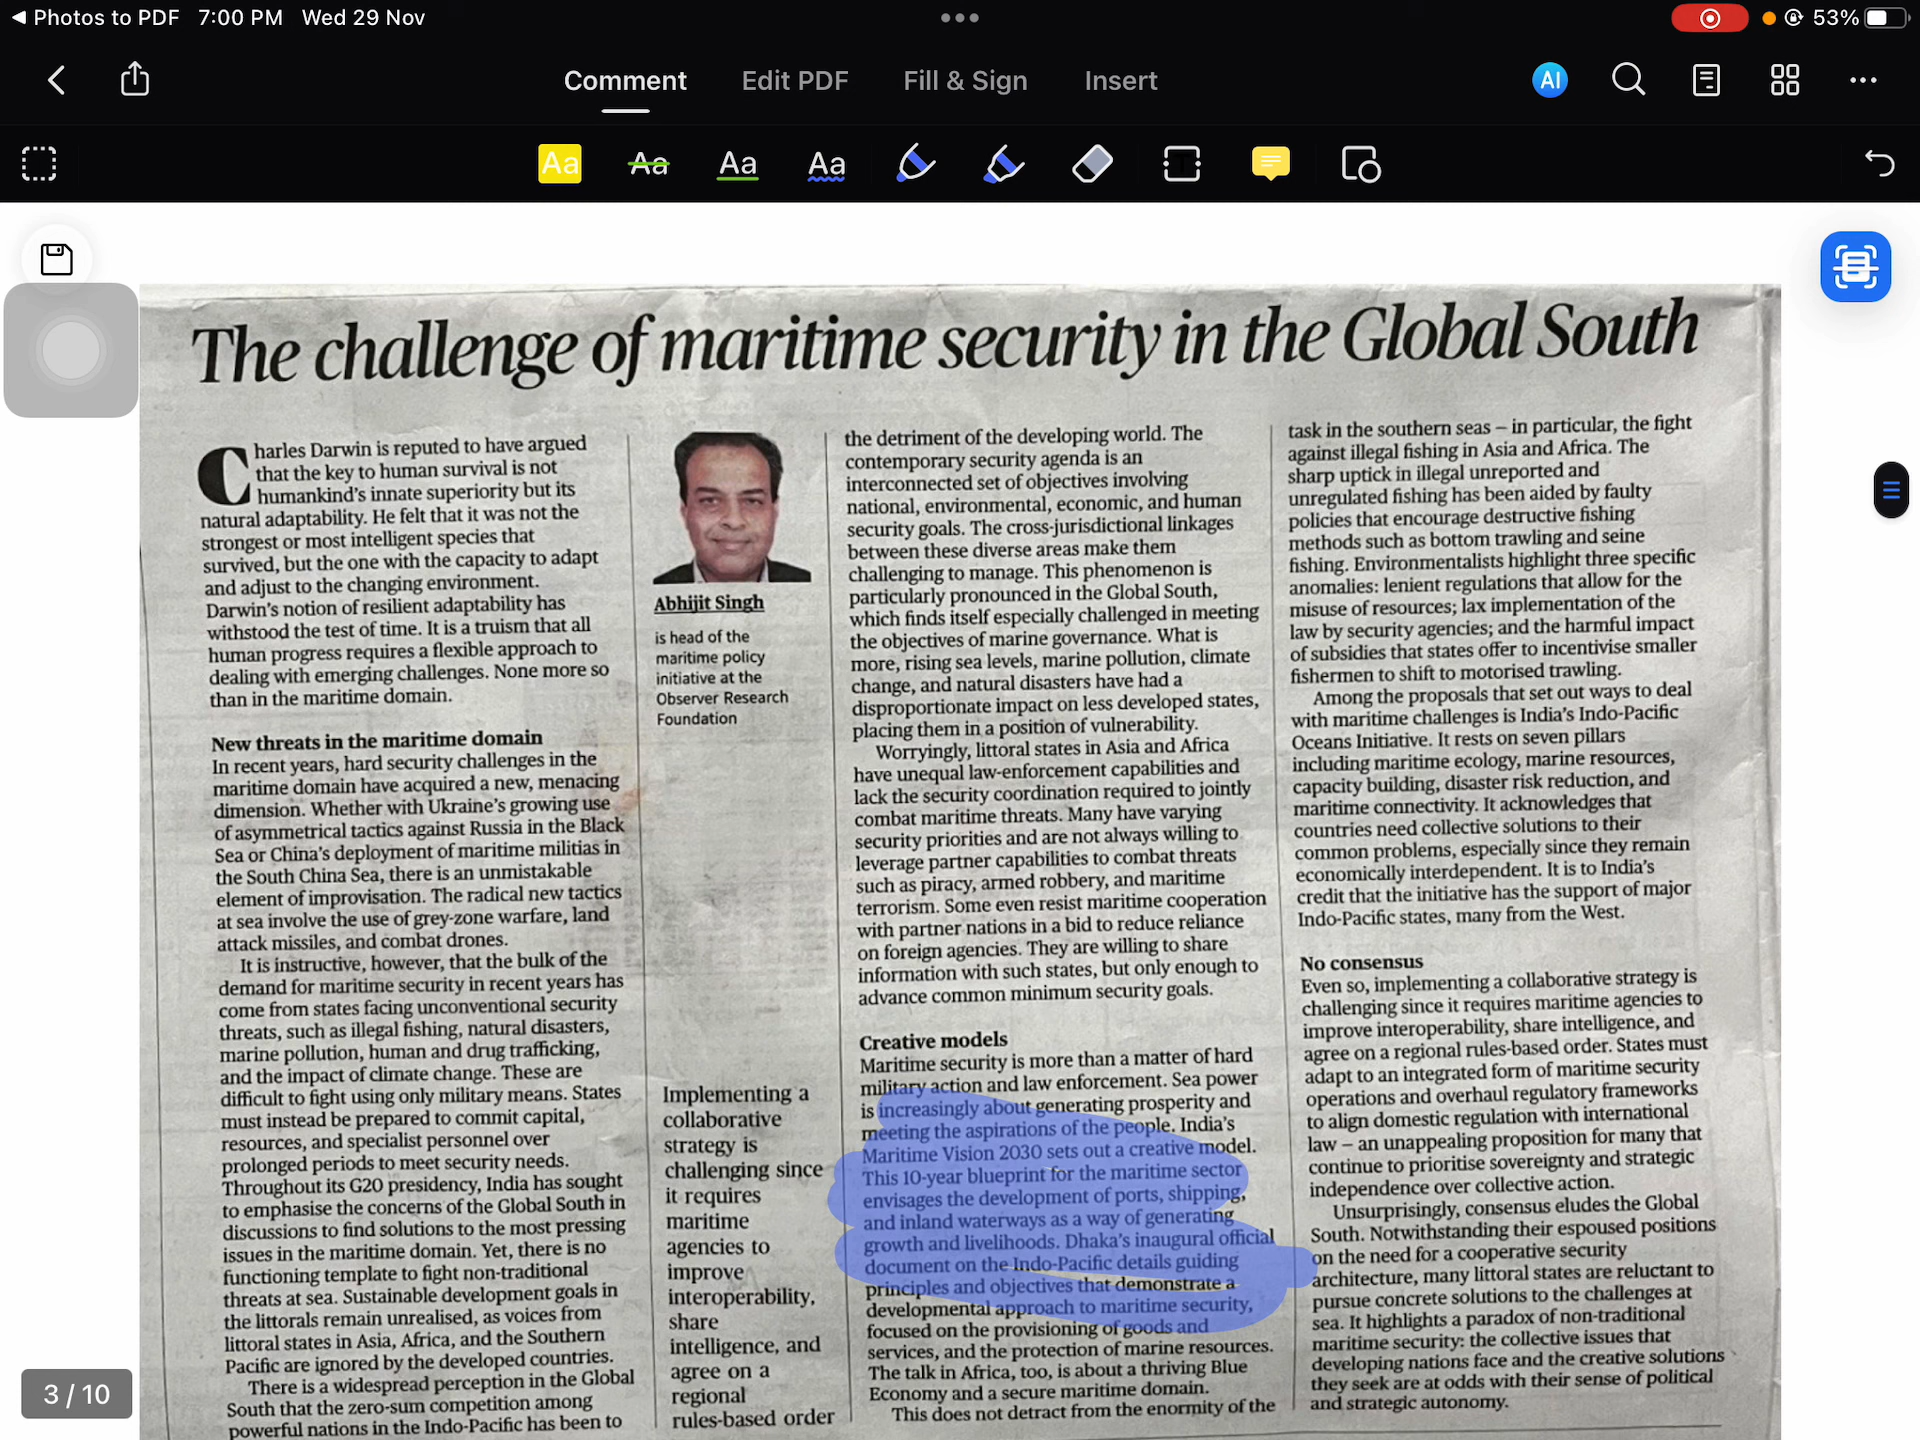 Photos to PDF 7:00 PM Wed 29 Nov
53%
Comment Edit PDF Fill & Sign Insert
AI
Aa Aa Aa Aa
The challenge of maritime security in the Global South
Charles Darwin is reputed to have argued
that the key to human survival is not
humankind's innate superiority but its
natural adaptability. He felt that it was not the
strongest or most intelligent species that
survived, but the one with the capacity to adapt
and adjust to the changing environment.
Darwin's notion of resilient adaptability has
withstood the test of time. It is a truism that all
human progress requires a flexible approach to
dealing with emerging challenges. None more so
than in the maritime domain.
New threats in the maritime domain
In recent years, hard security challenges in the
maritime domain have acquired a new, menacing
dimension. Whether with Ukraine's growing use
of asymmetrical tactics against Russia in the Black
Sea or China's deployment of maritime militias in
the South China Sea, there is an unmistakable
element of improvisation. The radical new tactics
at sea involve the use of grey-zone warfare, land
attack missiles, and combat drones.
It is instructive, however, that the bulk of the
demand for maritime security in recent years has
come from states facing unconventional security
threats, such as illegal fishing, natural disasters,
marine pollution, human and drug trafficking,
and the impact of climate change. These are
difficult to fight using only military means. States
must instead be prepared to commit capital,
resources, and specialist personnel over
prolonged periods to meet security needs.
Throughout its G20 presidency, India has sought
to emphasise the concerns of the Global South in
discussions to find solutions to the most pressing
issues in the maritime domain. Yet, there is no
functioning template to fight non-traditional
threats at sea. Sustainable development goals in
the littorals remain unrealised, as voices from
littoral states in Asia, Africa, and the Southern
Pacific are ignored by the developed countries.
There is a widespread perception in the Global
South that the zero-sum competition among
powerful nations in the Indo-Pacific has been to
Abhijit Singh
is head of the
maritime policy
initiative at the
Observer Research
Foundation
Implementing a
collaborative
strategy is
challenging since
it requires
maritime
agencies to
improve
interoperability,
share
intelligence, and
agree on a
regional
rules-based order
the detriment of the developing world. The
contemporary security agenda is an
interconnected set of objectives involving
national, environmental, economic, and human
security goals. The cross-jurisdictional linkages
between these diverse areas make them
challenging to manage. This phenomenon is
particularly pronounced in the Global South,
which finds itself especially challenged in meeting
the objectives of marine governance. What is
more, rising sea levels, marine pollution, climate
change, and natural disasters have had a
disproportionate impact on less developed states,
placing them in a position of vulnerability.
Worryingly, littoral states in Asia and Africa
have unequal law-enforcement capabilities and
lack the security coordination required to jointly
combat maritime threats. Many have varying
security priorities and are not always willing to
leverage partner capabilities to combat threats
such as piracy, armed robbery, and maritime
terrorism. Some even resist maritime cooperation
with partner nations in a bid to reduce reliance
on foreign agencies. They are willing to share
information with such states, but only enough to
advance common minimum security goals.
Creative models
Maritime security is more than a matter of hard
military action and law enforcement. Sea power
is increasingly about generating prosperity and
meeting the aspirations of the people. India's
Maritime Vision 2030 sets out a creative model.
This 10-year blueprint for the maritime sector
envisages the development of ports, shipping,
and inland waterways as a way of generating
growth and livelihoods. Dhaka's inaugural official
document on the Indo-Pacific details guiding
principles and objectives that demonstrate a
developmental approach to maritime security,
focused on the provisioning of goods and
services, and the protection of marine resources.
The talk in Africa, too, is about a thriving Blue
Economy and a secure maritime domain.
This does not detract from the enormity of the
task in the southern seas – in particular, the fight
against illegal fishing in Asia and Africa. The
sharp uptick in illegal unreported and
unregulated fishing has been aided by faulty
policies that encourage destructive fishing
methods such as bottom trawling and seine
fishing. Environmentalists highlight three specific
anomalies: lenient regulations that allow for the
misuse of resources; lax implementation of the
law by security agencies; and the harmful impact
of subsidies that states offer to incentivise smaller
fishermen to shift to motorised trawling.
Among the proposals that set out ways to deal
with maritime challenges is India's Indo-Pacific
Oceans Initiative. It rests on seven pillars
including maritime ecology, marine resources,
capacity building, disaster risk reduction, and
maritime connectivity. It acknowledges that
countries need collective solutions to their
common problems, especially since they remain
economically interdependent. It is to India's
credit that the initiative has the support of major
Indo-Pacific states, many from the West.
No consensus
Even so, implementing a collaborative strategy is
challenging since it requires maritime agencies to
improve interoperability, share intelligence, and
agree on a regional rules-based order. States must
adapt to an integrated form of maritime security
operations and overhaul regulatory frameworks
to align domestic regulation with international
law – an unappealing proposition for many that
continue to prioritise sovereignty and strategic
independence over collective action.
Unsurprisingly, consensus eludes the Global
South. Notwithstanding their espoused positions
on the need for a cooperative security
architecture, many littoral states are reluctant to
pursue concrete solutions to the challenges at
sea. It highlights a paradox of non-traditional
maritime security: the collective issues that
developing nations face and the creative solutions
they seek are at odds with their sense of political
and strategic autonomy.
3 / 10